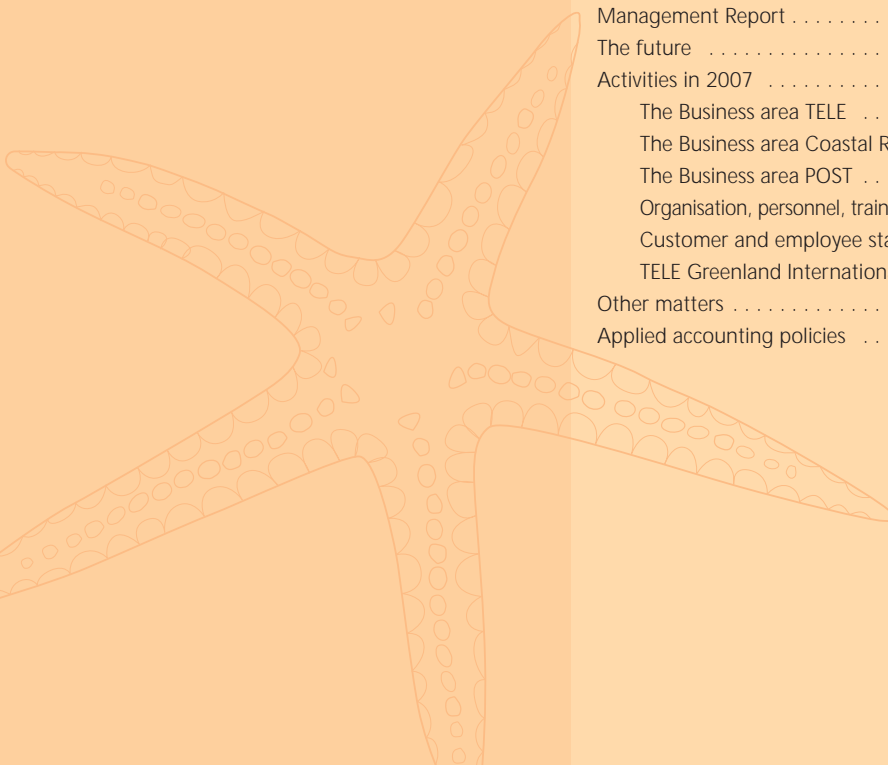 Management Report . . . . . . . .
The future . . . . . . . . . . . . . . .
Activities in 2007 . . . . . . . . . .
The Business area TELE . .
The Business area Coastal R
The Business area POST . .
Organisation, personnel, train
Customer and employee sta
TELE Greenland Internation
Other matters . . . . . . . . . . . . .
Applied accounting policies . .